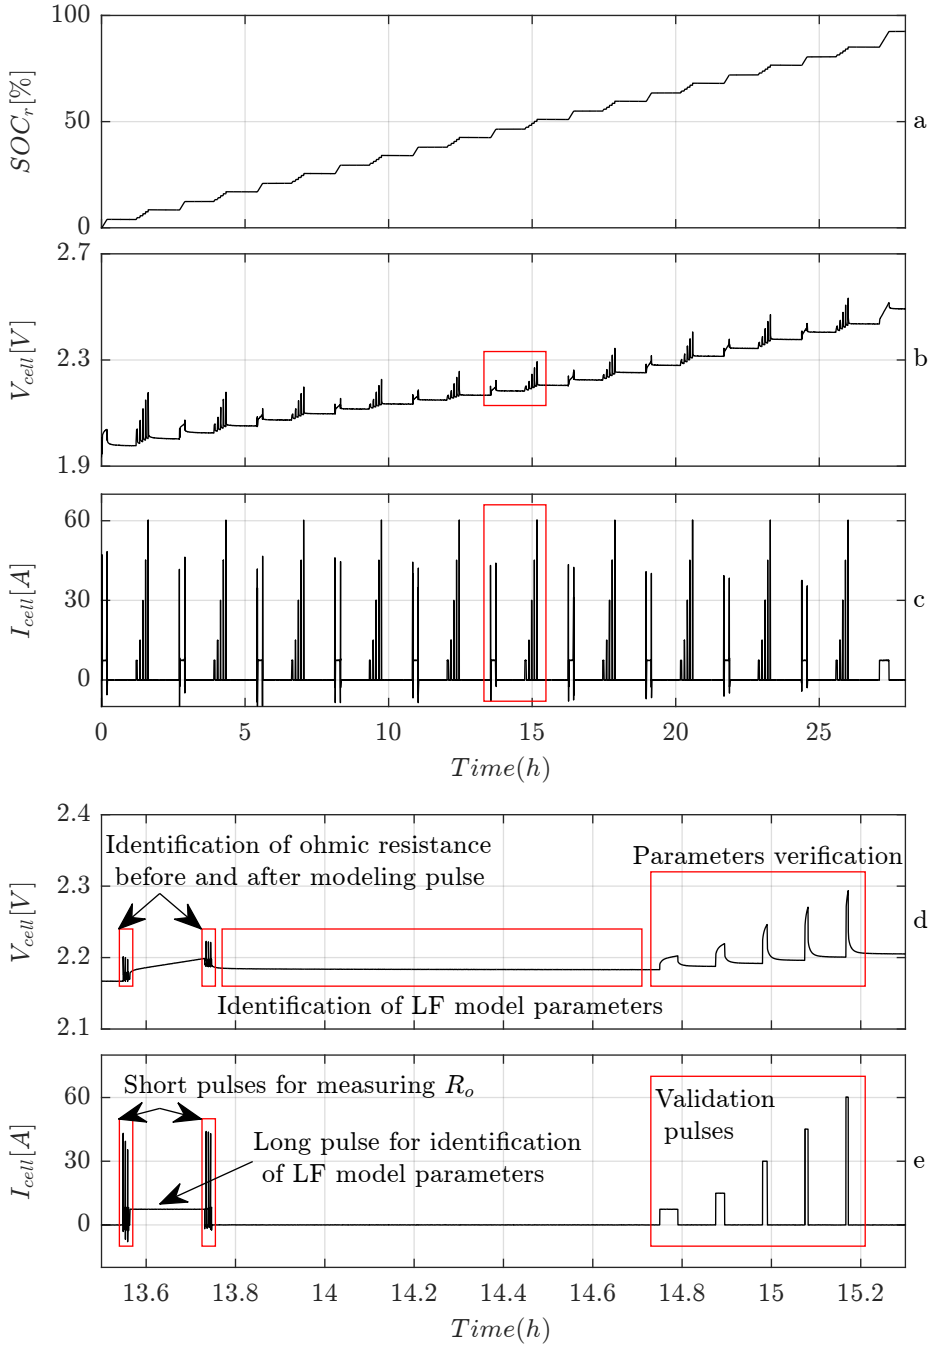 100
50
0
SOC_r[%]
a
2.7
2.3
1.9
V_cell[V]
b
60
30
0
I_cell[A]
c
0 5 10 15 20 25
Time(h)
2.4
2.3
2.2
2.1
V_cell[V]
Identification of ohmic resistance
before and after modeling pulse
Parameters verification
Identification of LF model parameters
d
60
30
0
I_cell[A]
Short pulses for measuring R_o
Long pulse for identification
of LF model parameters
Validation
pulses
e
13.6 13.8 14 14.2 14.4 14.6 14.8 15 15.2
Time(h)